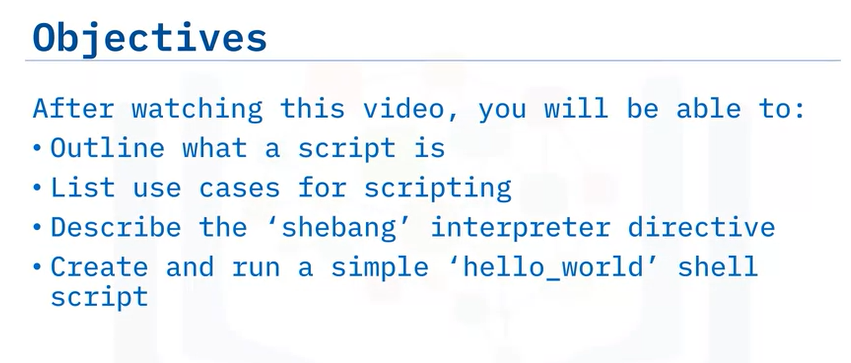 Objectives
After watching this video, you will be able to:
• Outline what a script is
• List use cases for scripting
• Describe the ‘shebang’ interpreter directive
• Create and run a simple ‘hello_world’ shell
script